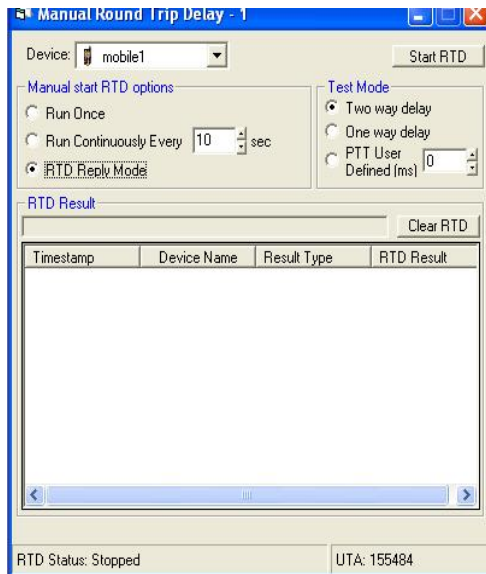 Manual Round Trip Delay - 1
Device: mobile1
Start RTD
Manual start RTD options
Run Once
Run Continuously Every 10 sec
RTD Reply Mode
Test Mode
Two way delay
One way delay
PTT User
Defined (ms) 0
RTD Result
Clear RTD
Timestamp Device Name Result Type RTD Result
RTD Status: Stopped
UTA: 155484